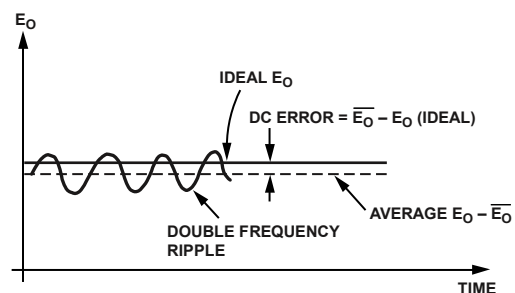 E_O
IDEAL E_O
DC ERROR = E̅_O̅ – E_O (IDEAL)
AVERAGE E_O – E̅_O̅
DOUBLE FREQUENCY
RIPPLE
TIME